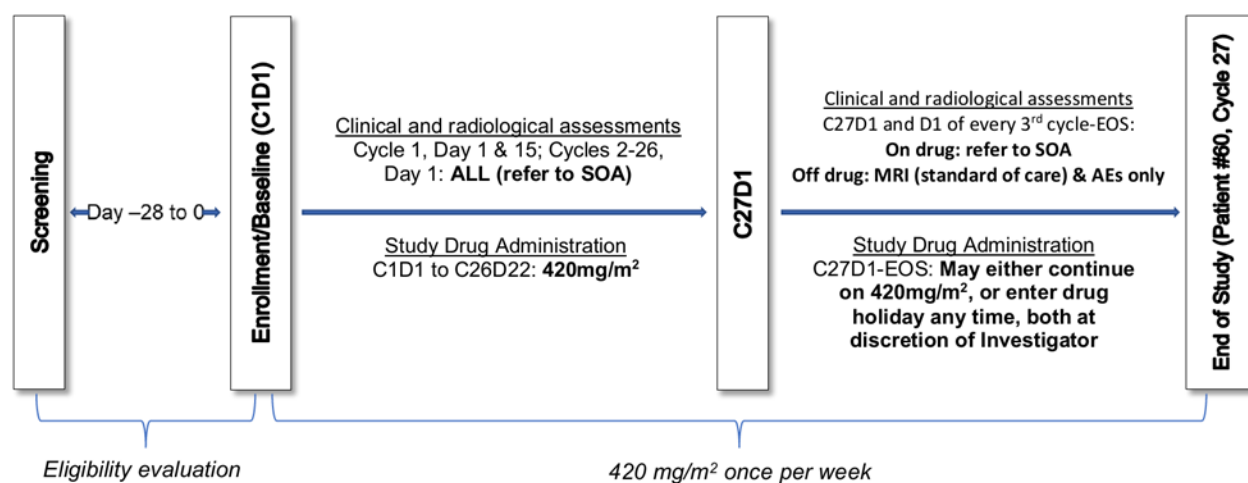 Screening
Day –28 to 0
Enrollment/Baseline (C1D1)
Clinical and radiological assessments
Cycle 1, Day 1 & 15; Cycles 2-26,
Day 1: ALL (refer to SOA)
Study Drug Administration
C1D1 to C26D22: 420mg/m²
C27D1
Clinical and radiological assessments
C27D1 and D1 of every 3rd cycle-EOS:
On drug: refer to SOA
Off drug: MRI (standard of care) & AEs only
Study Drug Administration
C27D1-EOS: May either continue
on 420mg/m², or enter drug
holiday any time, both at
discretion of Investigator
End of Study (Patient #60, Cycle 27)
Eligibility evaluation
420 mg/m² once per week